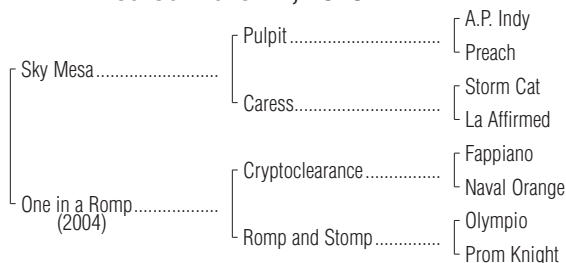 A.P. Indy
Pulpit
Preach
Sky Mesa
Storm Cat
Caress
La Affirmed
Fappiano
Cryptoclearance
Naval Orange
One in a Romp
(2004)
Olympio
Romp and Stomp
Prom Knight